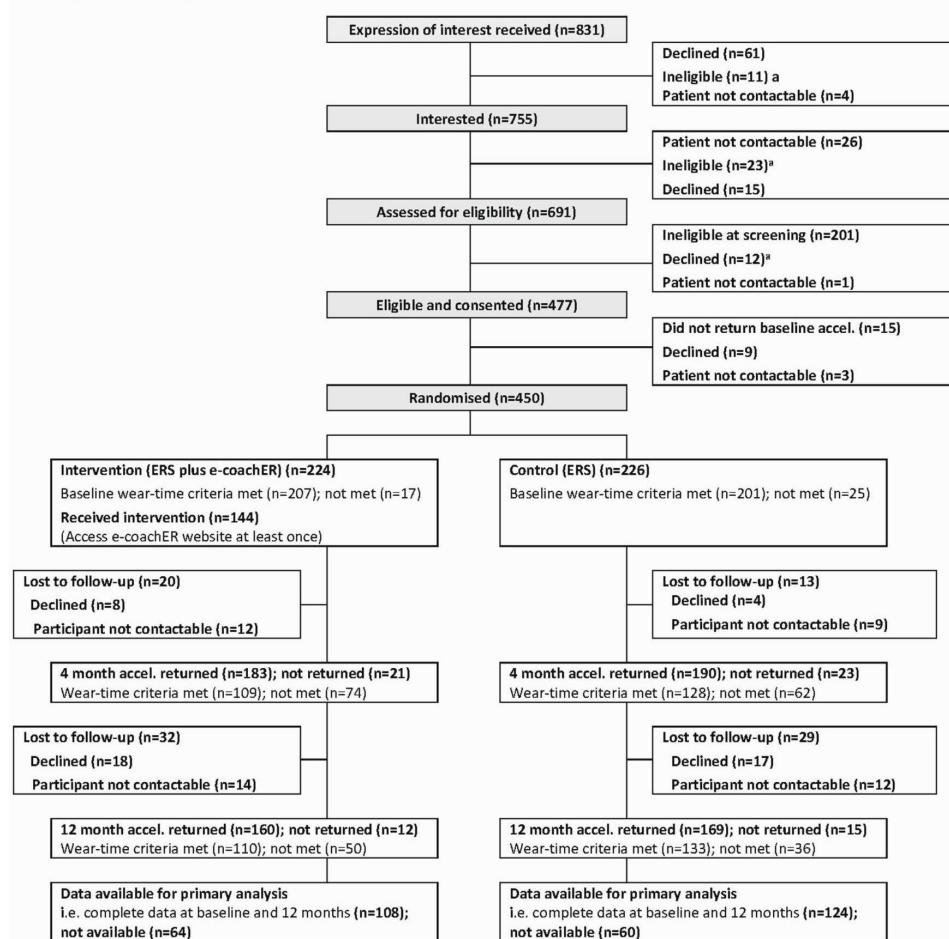 Expression of interest received (n=831)
Declined (n=61)
Ineligible (n=11) a
Patient not contactable (n=4)
Interested (n=755)
Patient not contactable (n=26)
Ineligible (n=23)ª
Declined (n=15)
Assessed for eligibility (n=691)
Ineligible at screening (n=201)
Declined (n=12)ª
Patient not contactable (n=1)
Eligible and consented (n=477)
Did not return baseline accel. (n=15)
Declined (n=9)
Patient not contactable (n=3)
Randomised (n=450)
Intervention (ERS plus e-coachER) (n=224)
Baseline wear-time criteria met (n=207); not met (n=17)
Received intervention (n=144)
(Access e-coachER website at least once)
Control (ERS) (n=226)
Baseline wear-time criteria met (n=201); not met (n=25)
Lost to follow-up (n=20)
Declined (n=8)
Participant not contactable (n=12)
Lost to follow-up (n=13)
Declined (n=4)
Participant not contactable (n=9)
4 month accel. returned (n=183); not returned (n=21)
Wear-time criteria met (n=109); not met (n=74)
4 month accel. returned (n=190); not returned (n=23)
Wear-time criteria met (n=128); not met (n=62)
Lost to follow-up (n=32)
Declined (n=18)
Participant not contactable (n=14)
Lost to follow-up (n=29)
Declined (n=17)
Participant not contactable (n=12)
12 month accel. returned (n=160); not returned (n=12)
Wear-time criteria met (n=110); not met (n=50)
12 month accel. returned (n=169); not returned (n=15)
Wear-time criteria met (n=133); not met (n=36)
Data available for primary analysis
i.e. complete data at baseline and 12 months (n=108);
not available (n=64)
Data available for primary analysis
i.e. complete data at baseline and 12 months (n=124);
not available (n=60)